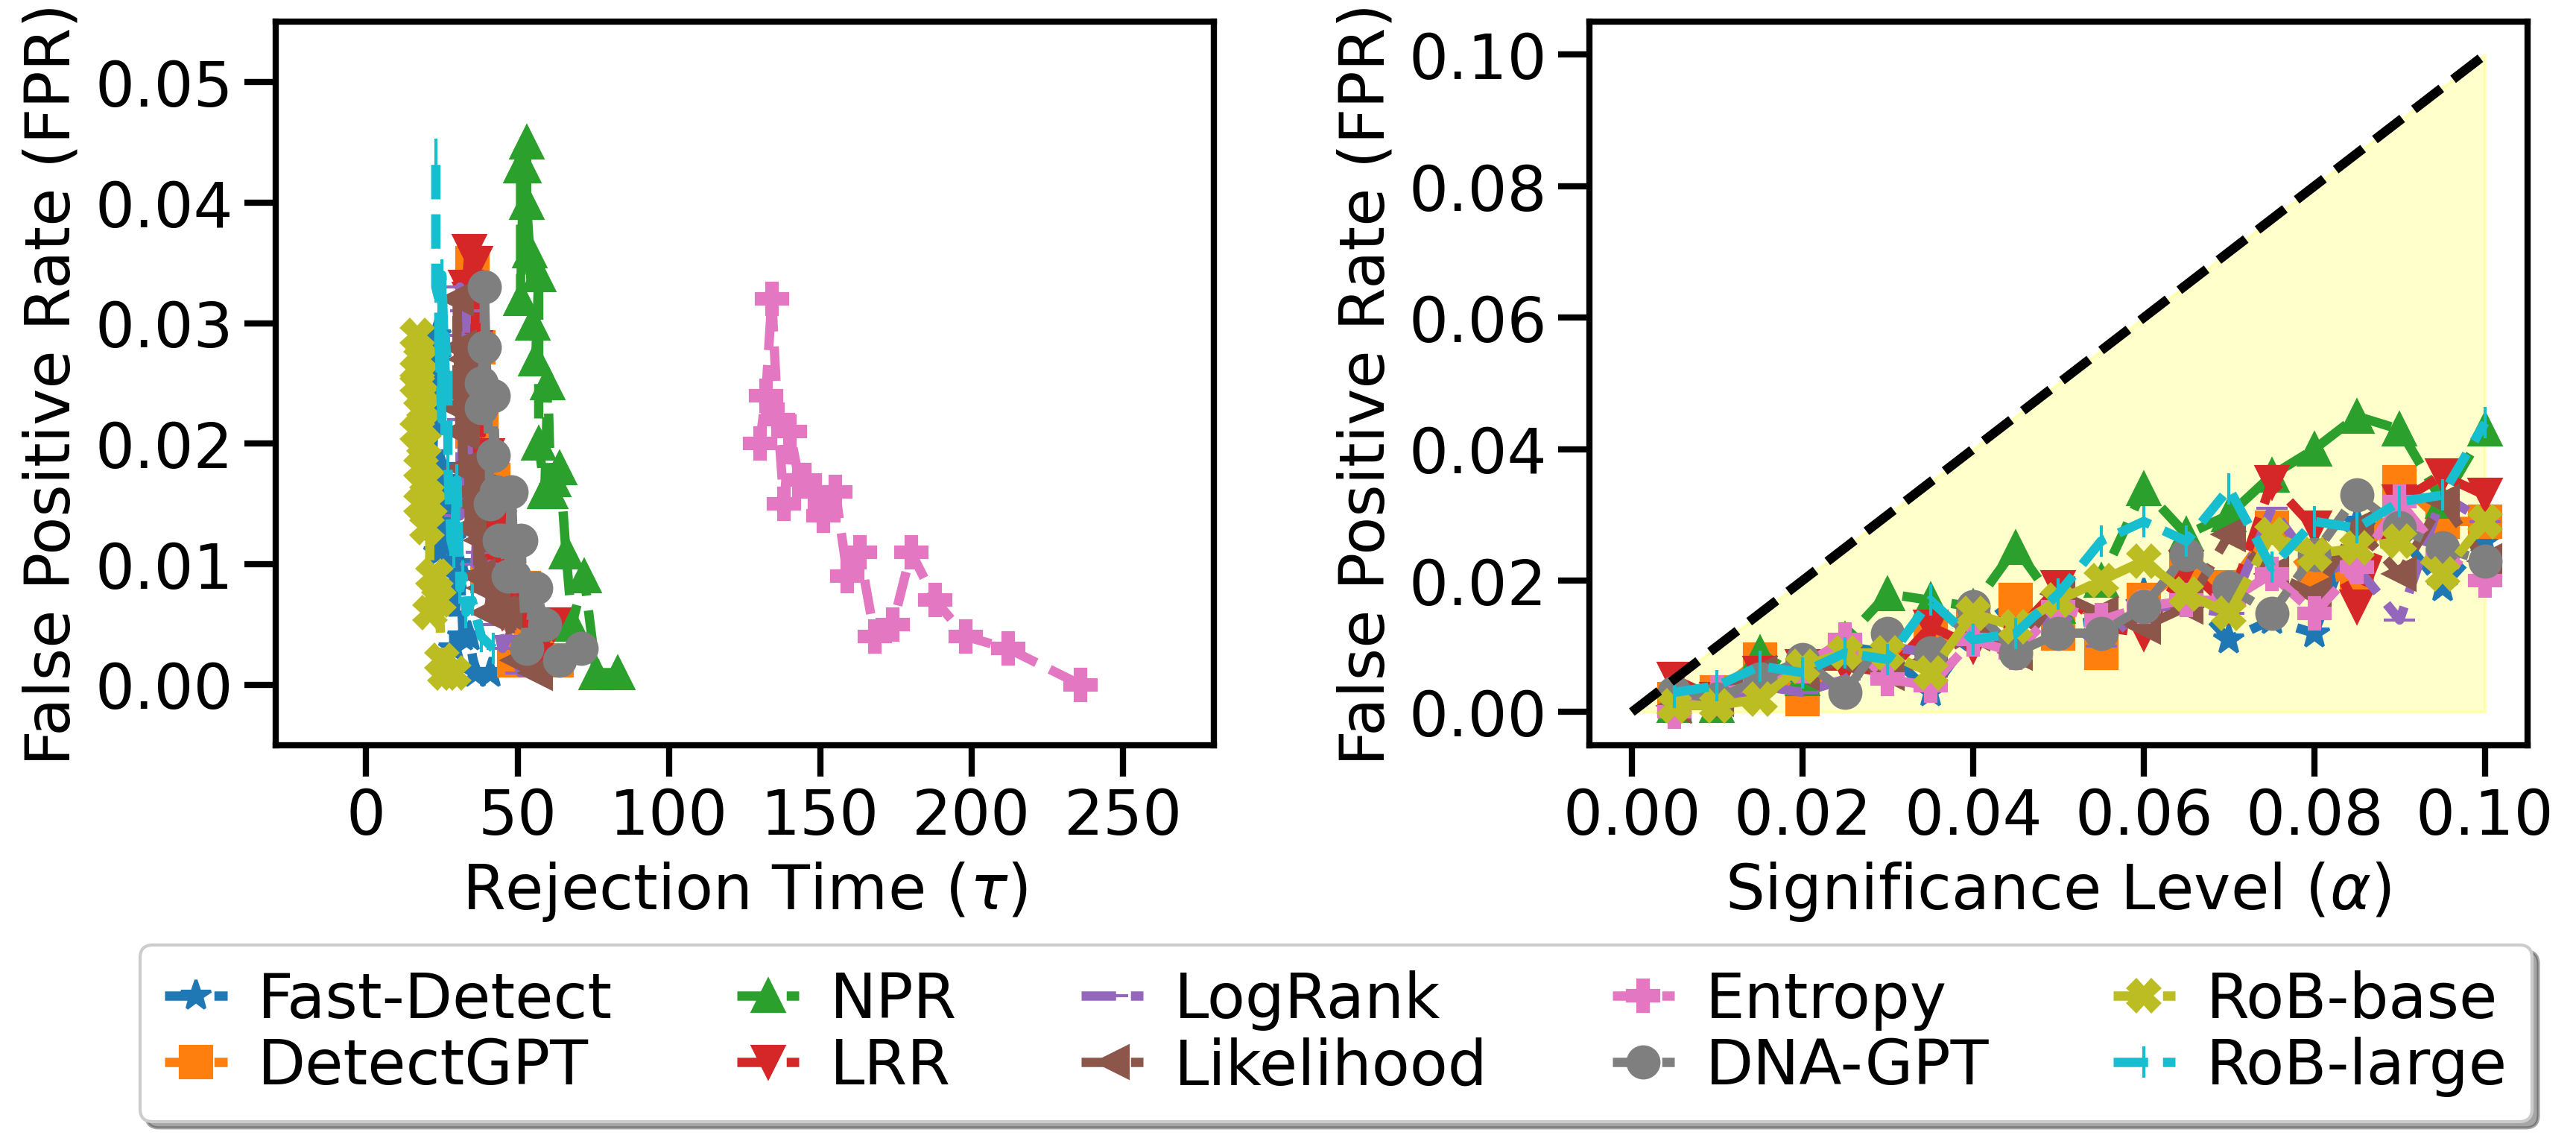 False Positive Rate (FPR)
0.05
0.04
0.03
0.02
0.01
0.00
0 50 100 150 200 250
Rejection Time (τ)
False Positive Rate (FPR)
0.10
0.08
0.06
0.04
0.02
0.00
0.00 0.02 0.04 0.06 0.08 0.10
Significance Level (α)
Fast-Detect NPR LogRank Entropy RoB-base
DetectGPT LRR Likelihood DNA-GPT RoB-large